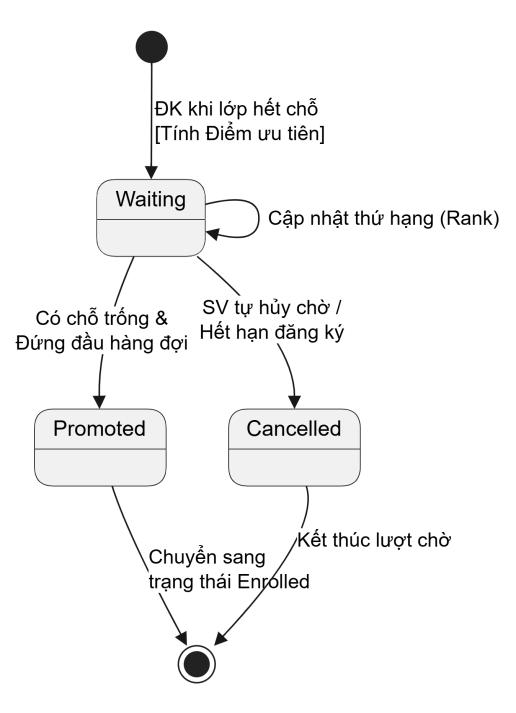 ĐK khi lớp hết chỗ
[Tính Điểm ưu tiên]
Waiting
Cập nhật thứ hạng (Rank)
Có chỗ trống &
Đứng đầu hàng đợi
SV tự hủy chờ /
Hết hạn đăng ký
Promoted
Cancelled
Kết thúc lượt chờ
Chuyển sang
trạng thái Enrolled